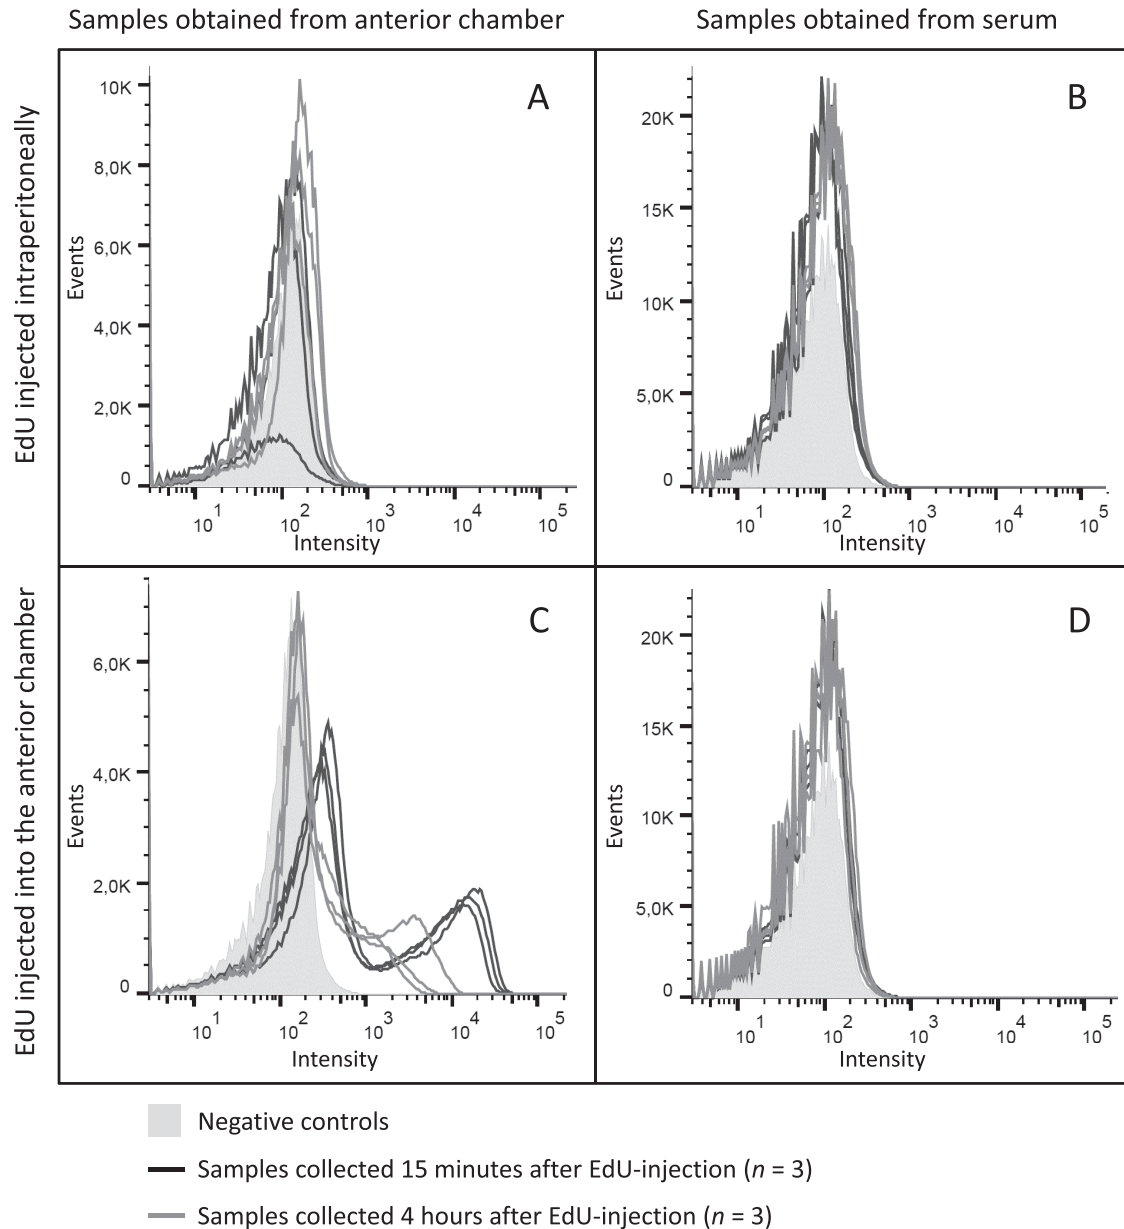 Samples obtained from anterior chamber
Samples obtained from serum
EdU injected intraperitoneally
A
10K
8,0K
6,0K
4,0K
2,0K
0
Events
10^1 10^2 10^3 10^4 10^5
Intensity
B
20K
15K
10K
5,0K
0
Events
10^1 10^2 10^3 10^4 10^5
Intensity
EdU injected into the anterior chamber
C
6,0K
4,0K
2,0K
0
Events
10^1 10^2 10^3 10^4 10^5
Intensity
D
20K
15K
10K
5,0K
0
Events
10^1 10^2 10^3 10^4 10^5
Intensity
Negative controls
Samples collected 15 minutes after EdU-injection (n = 3)
Samples collected 4 hours after EdU-injection (n = 3)